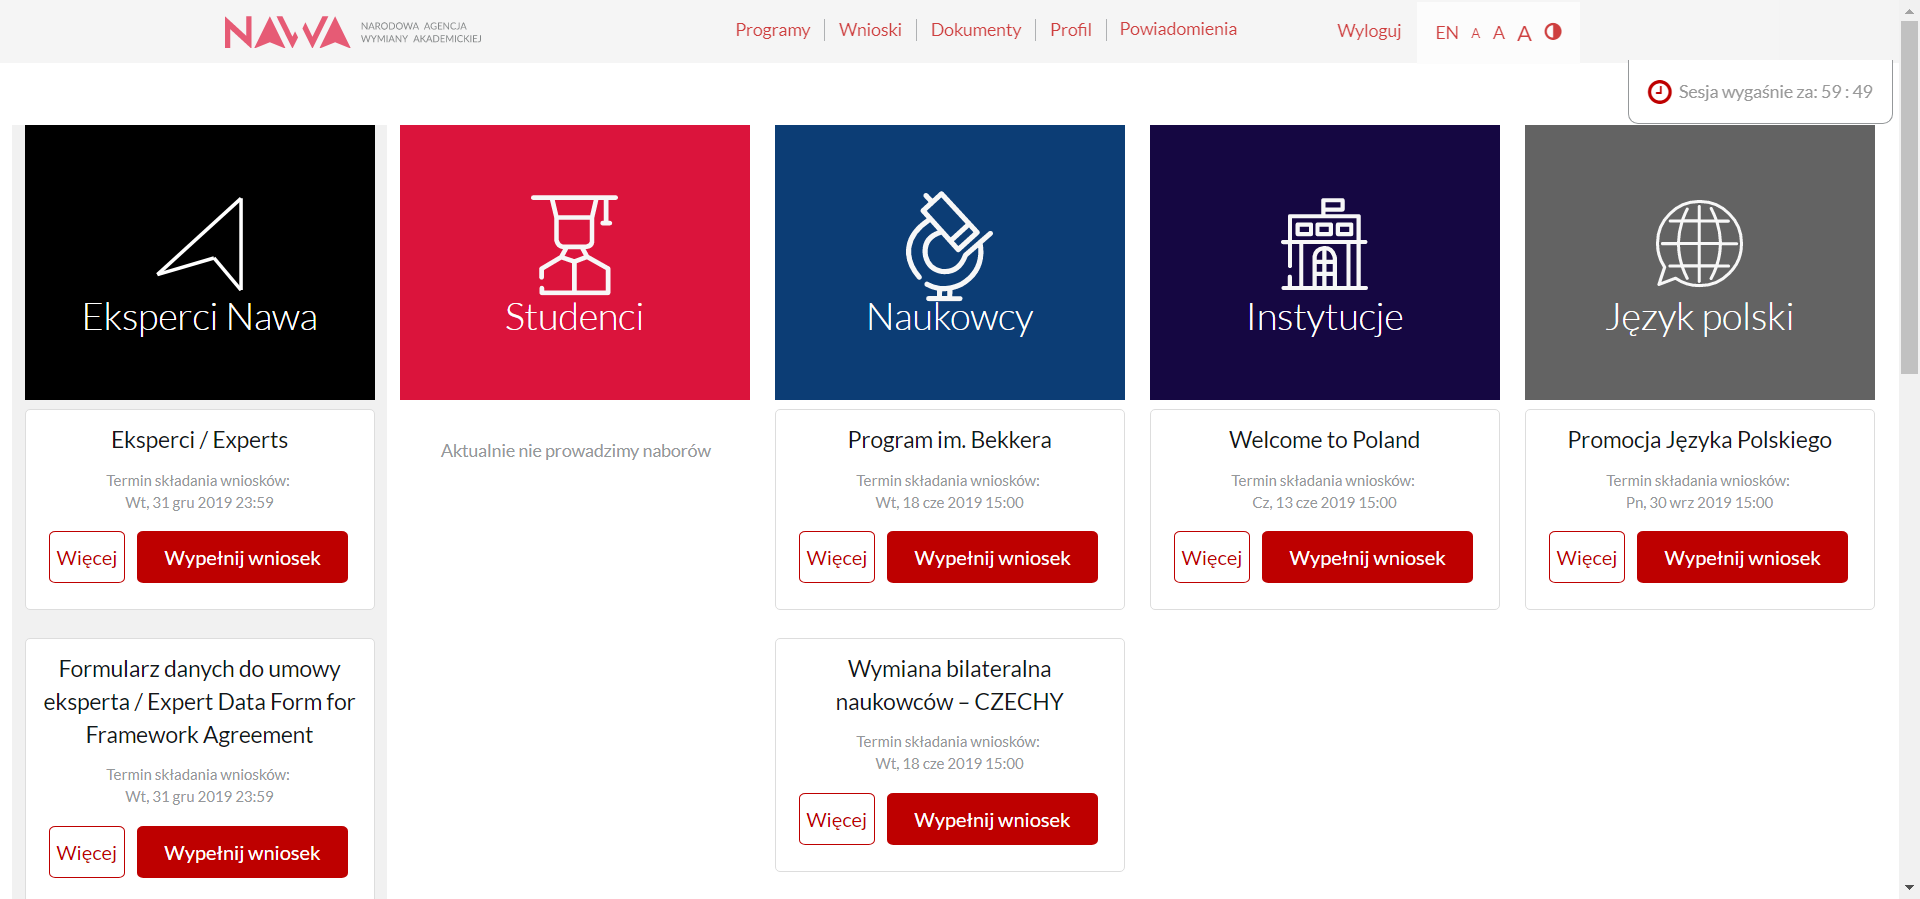 NAWA NARODOWA AGENCJA
WYMIANY AKADEMICKIEJ
Programy Wnioski Dokumenty Profil Powiadomienia Wyloguj EN A A A
Sesja wygaśnie za: 59 : 49
Eksperci Nawa
Studenci
Naukowcy
Instytucje
Język polski
Eksperci / Experts
Termin składania wniosków:
Wt, 31 gru 2019 23:59
Więcej Wypełnij wniosek
Formularz danych do umowy
eksperta / Expert Data Form for
Framework Agreement
Termin składania wniosków:
Wt, 31 gru 2019 23:59
Więcej Wypełnij wniosek
Aktualnie nie prowadzimy naborów
Program im. Bekkera
Termin składania wniosków:
Wt, 18 cze 2019 15:00
Więcej Wypełnij wniosek
Wymiana bilateralna
naukowców – CZECHY
Termin składania wniosków:
Wt, 18 cze 2019 15:00
Więcej Wypełnij wniosek
Welcome to Poland
Termin składania wniosków:
Cz, 13 cze 2019 15:00
Więcej Wypełnij wniosek
Promocja Języka Polskiego
Termin składania wniosków:
Pn, 30 wrz 2019 15:00
Więcej Wypełnij wniosek